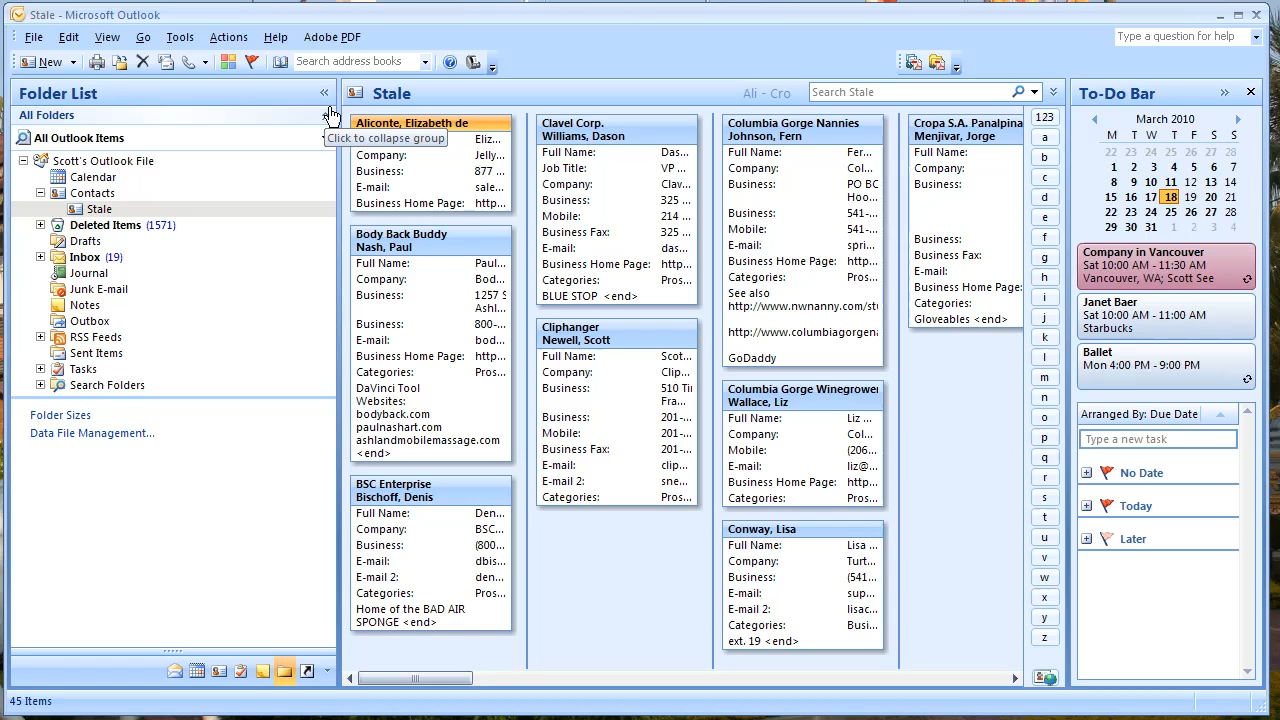 Stale - Microsoft Outlook
File Edit View Go Tools Actions Help Adobe PDF
Type a question for help
New
Search address books
Folder List
All Folders
Click to collapse group
All Outlook Items
Scott's Outlook File
Calendar
Contacts
Stale
Deleted Items (1571)
Drafts
Inbox (19)
Journal
Junk E-mail
Notes
Outbox
RSS Feeds
Sent Items
Tasks
Search Folders
Folder Sizes
Data File Management...
45 Items
Stale
Ali - Cro
Search Stale
Aliconte, Elizabeth de
Eliz...
Company: Jelly...
Business: 877 
E-mail: sale...
Business Home Page: http...
Body Back Buddy
Nash, Paul
Full Name: Paul...
Company: Bod...
Business: 1257 S
Ashl...
Business: 800-...
E-mail: bod...
Business Home Page: http...
Categories: Pros...
DaVinci Tool
Websites:
bodyback.com
paulnashart.com
ashlandmobilemassage.com
<end>
BSC Enterprise
Bischoff, Denis
Full Name: Den...
Company: BSC...
Business: (800...
E-mail: dbis...
E-mail 2: den...
Categories: Pros...
Home of the BAD AIR
SPONGE <end>
Clavel Corp.
Williams, Dason
Full Name: Das...
Job Title: VP ...
Company: Clav...
Business: 325 ...
Mobile: 214 ...
Business Fax: 325 ...
E-mail: das...
Business Home Page: http...
Categories: Pros...
BLUE STOP <end>
Cliphanger
Newell, Scott
Full Name: Scot...
Company: Clip...
Business: 510 Ti
Fra...
Business: 201-...
Mobile: 201-...
Business Fax: 201-...
E-mail: clip...
E-mail 2: sne...
Categories: Pros...
Columbia Gorge Nannies
Johnson, Fern
Full Name: Fer...
Company: Col...
Business: PO BC
Hoo...
Business: 541-...
Mobile: 541-...
E-mail: spri...
Business Home Page: http...
Categories: Pros...
See also
http://www.nwnanny.com/stu
http://www.columbiagorgena
GoDaddy
Columbia Gorge Winegrower
Wallace, Liz
Full Name: Liz ...
Company: Col...
Mobile: (206...
E-mail: liz@...
Business Home Page: http...
Categories: Pros...
Conway, Lisa
Full Name: Lisa ...
Company: Turt...
Business: (541...
E-mail: sup...
E-mail 2: lisac...
Categories: Busi...
ext. 19 <end>
Cropa S.A. Panalpina
Menjivar, Jorge
Full Name:
Company:
Business:
Business:
Business Fax:
E-mail:
Business Home Page:
Categories:
Gloveables <end>
123
a
b
c
d
e
f
g
h
i
j
k
l
m
n
o
p
q
r
s
t
u
v
w
x
y
z
To-Do Bar
March 2010
M T W T F S S
22 23 24 25 26 27 28
1 2 3 4 5 6 7
8 9 10 11 12 13 14
15 16 17 18 19 20 21
22 23 24 25 26 27 28
29 30 31 1 2 3 4
Company in Vancouver
Sat 10:00 AM - 11:30 AM
Vancouver, WA; Scott See
Janet Baer
Sat 10:00 AM - 12:00 PM
Starbucks
Ballet
Mon 4:00 PM - 9:00 PM
Arranged By: Due Date
Type a new task
No Date
Today
Later